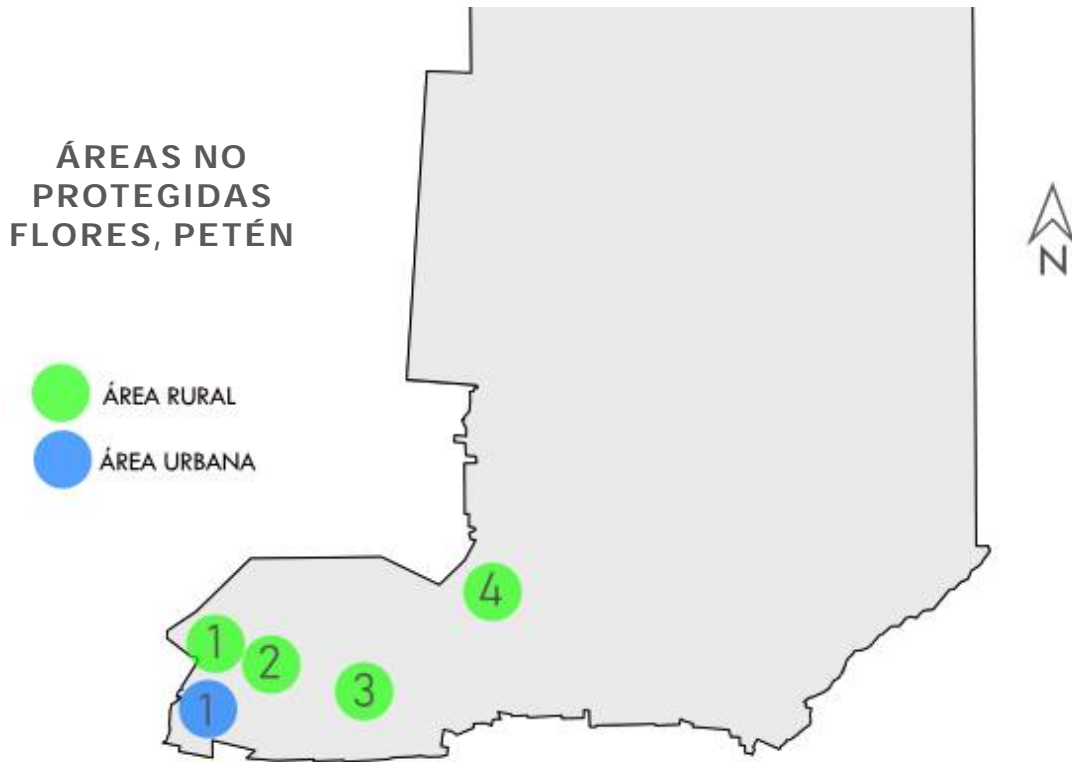 ÁREAS NO
PROTEGIDAS
FLORES, PETÉN
N
ÁREA RURAL
ÁREA URBANA
4
1
2
3
1